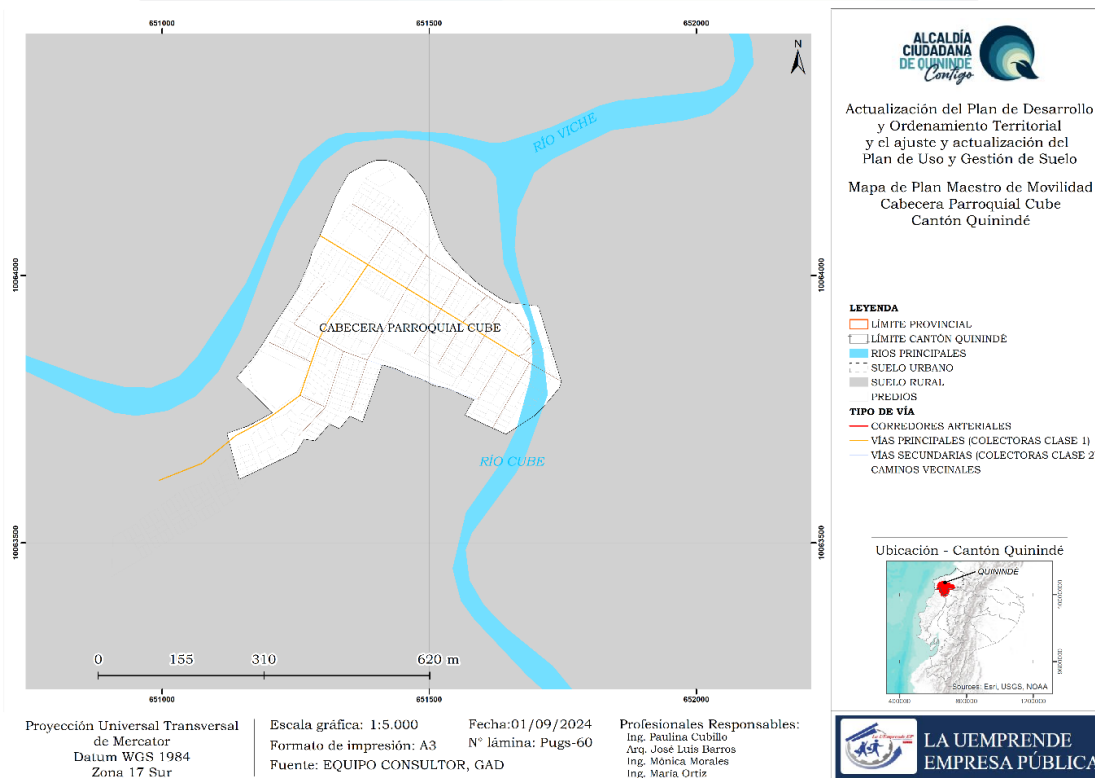 651000
651500
652000
N
RÍO VICHE
10064000
10064000
CABECERA PARROQUIAL CUBE
RÍO CUBE
10063500
10063500
0 155 310 620 m
651000
651500
652000
ALCALDÍA
CIUDADANA
DE QUININDÉ
Contigo
Actualización del Plan de Desarrollo
y Ordenamiento Territorial
y el ajuste y actualización del
Plan de Uso y Gestión de Suelo
Mapa de Plan Maestro de Movilidad
Cabecera Parroquial Cube
Cantón Quinindé
LEYENDA
LÍMITE PROVINCIAL
LÍMITE CANTÓN QUININDÉ
RIOS PRINCIPALES
SUELO URBANO
SUELO RURAL
PREDIOS
TIPO DE VÍA
CORREDORES ARTERIALES
VÍAS PRINCIPALES (COLECTORAS CLASE 1)
VÍAS SECUNDARIAS (COLECTORAS CLASE 2)
CAMINOS VECINALES
Ubicación - Cantón Quinindé
QUININDÉ
Sources: Esri, USGS, NOAA
400000
800000
1200000
Proyección Universal Transversal
de Mercator
Datum WGS 1984
Zona 17 Sur
Escala gráfica: 1:5.000
Formato de impresión: A3
Fuente: EQUIPO CONSULTOR, GAD
Fecha:01/09/2024
N° lámina: Pugs-60
Profesionales Responsables:
Ing. Paulina Cubillo
Arq. José Luis Barros
Ing. Mónica Morales
Ing. María Ortiz
LA UEMPRENDE
EMPRESA PÚBLICA